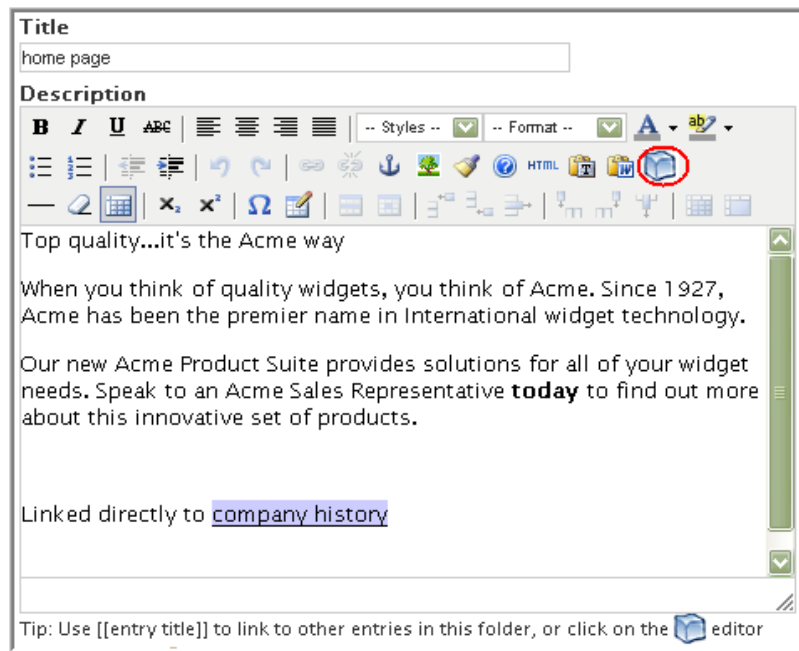 Title
home page
Description
B I U ABC -- Styles -- -- Format -- A ab
HTML T W
x₂ x² Ω
Top quality...it's the Acme way
When you think of quality widgets, you think of Acme. Since 1927,
Acme has been the premier name in International widget technology.
Our new Acme Product Suite provides solutions for all of your widget
needs. Speak to an Acme Sales Representative today to find out more
about this innovative set of products.
Linked directly to company history
Tip: Use [[entry title]] to link to other entries in this folder, or click on the editor